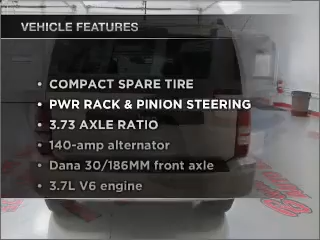 VEHICLE FEATURES
• COMPACT SPARE TIRE
• PWR RACK & PINION STEERING
• 3.73 AXLE RATIO
• 140-amp alternator
• Dana 30/186MM front axle
• 3.7L V6 engine